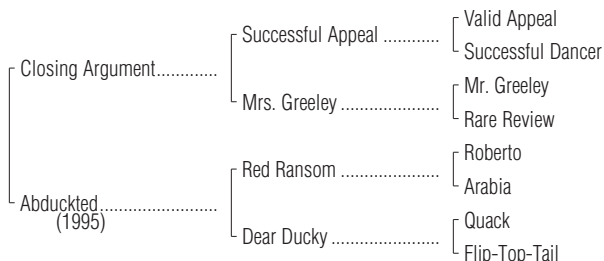 Valid Appeal
Successful Appeal ............
Successful Dancer
Closing Argument.............
Mr. Greeley
Mrs. Greeley .....................
Rare Review
Roberto
Red Ransom .....................
Arabia
Abduckted.........................
(1995)
Quack
Dear Ducky .......................
Flip-Top-Tail